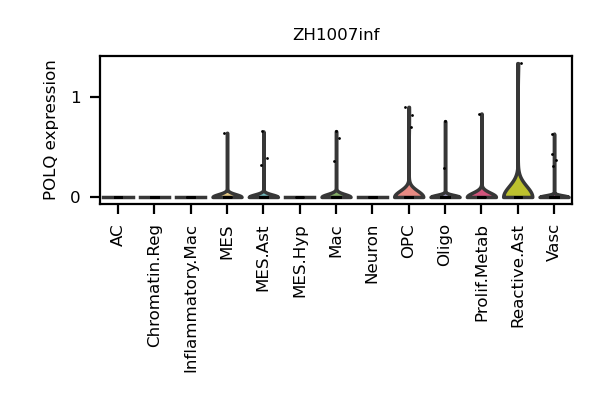 ZH1007inf
POLQ expression
1
0
AC
Chromatin.Reg
Inflammatory.Mac
MES
MES.Ast
MES.Hyp
Mac
Neuron
OPC
Oligo
Prolif.Metab
Reactive.Ast
Vasc